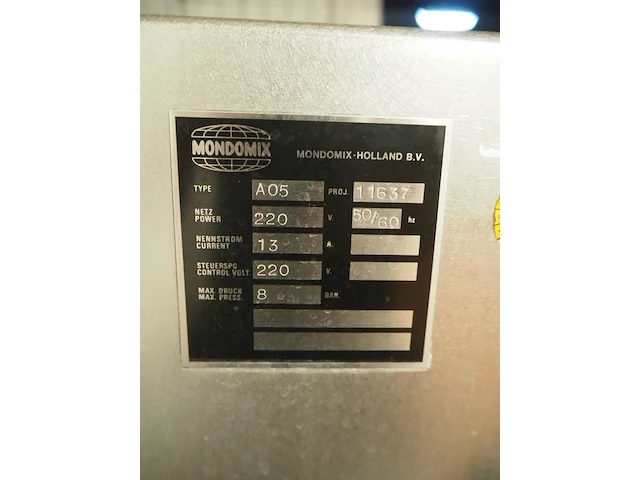 MONDOMIX
MONDOMIX-HOLLAND B.V.
TYPE A05 PROJ. 11637
NETZ
POWER 220 V. 50/60 hz
NENNSTROM
CURRENT 13 A.
STEUERSPG
CONTROL VOLT. 220 V.
MAX. DRUCK
MAX. PRESS. 8 BAR.